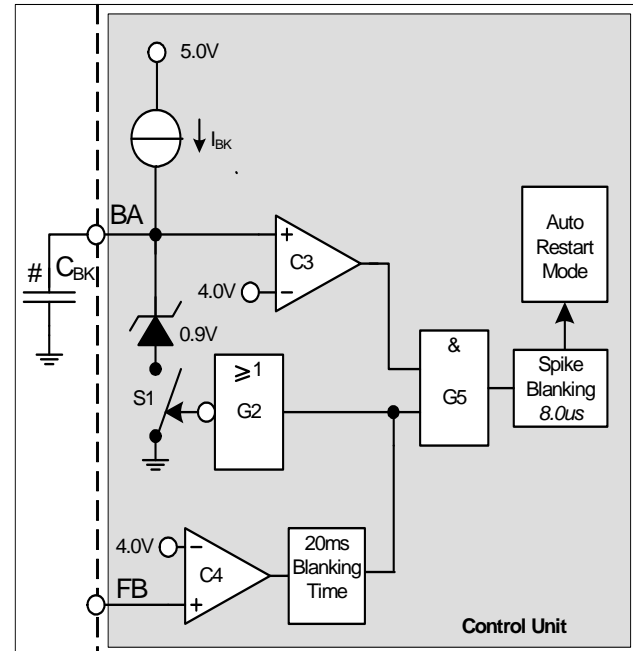 5.0V
I_BK
BA
# C_BK
+
C3
4.0V
−
0.9V
S1
≥1
G2
&
G5
Auto
Restart
Mode
Spike
Blanking
8.0us
4.0V
−
C4
+
20ms
Blanking
Time
FB
Control Unit